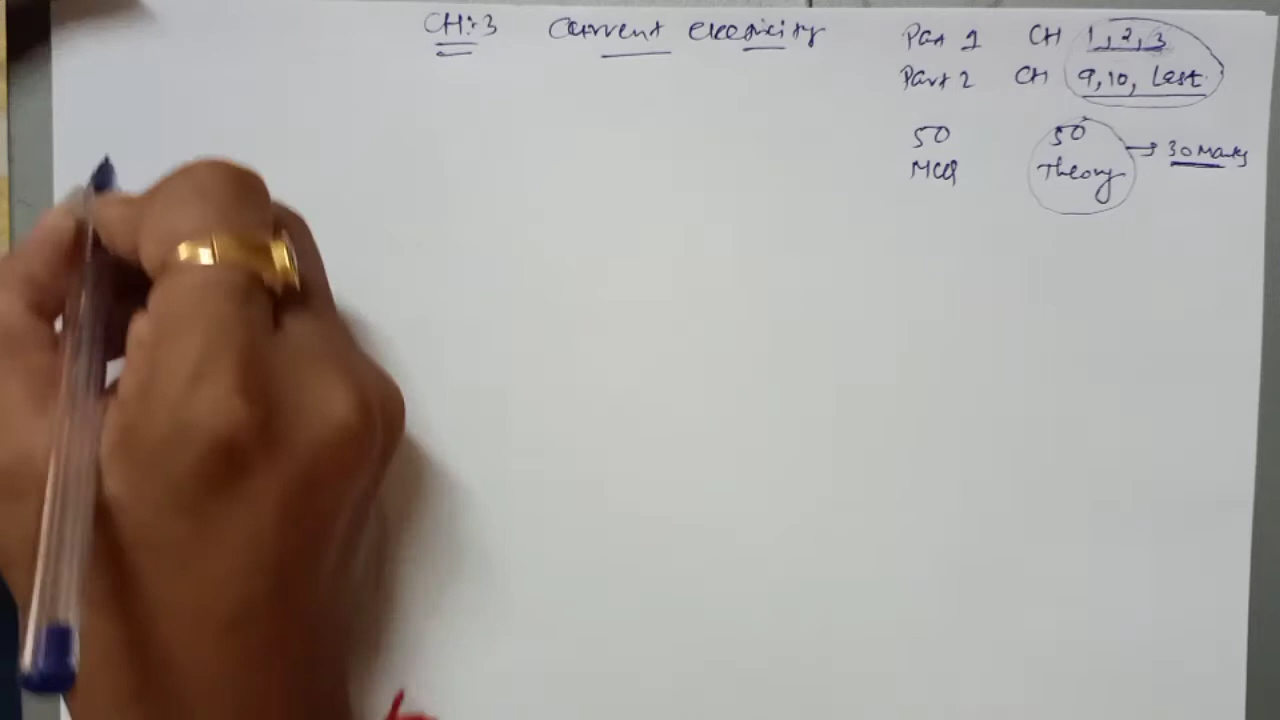 CH:3 Current Electricity
Part 1 CH 1, 2, 3
Part 2 CH 9, 10, Last
50 50
MCQ Theory → 30 Marks